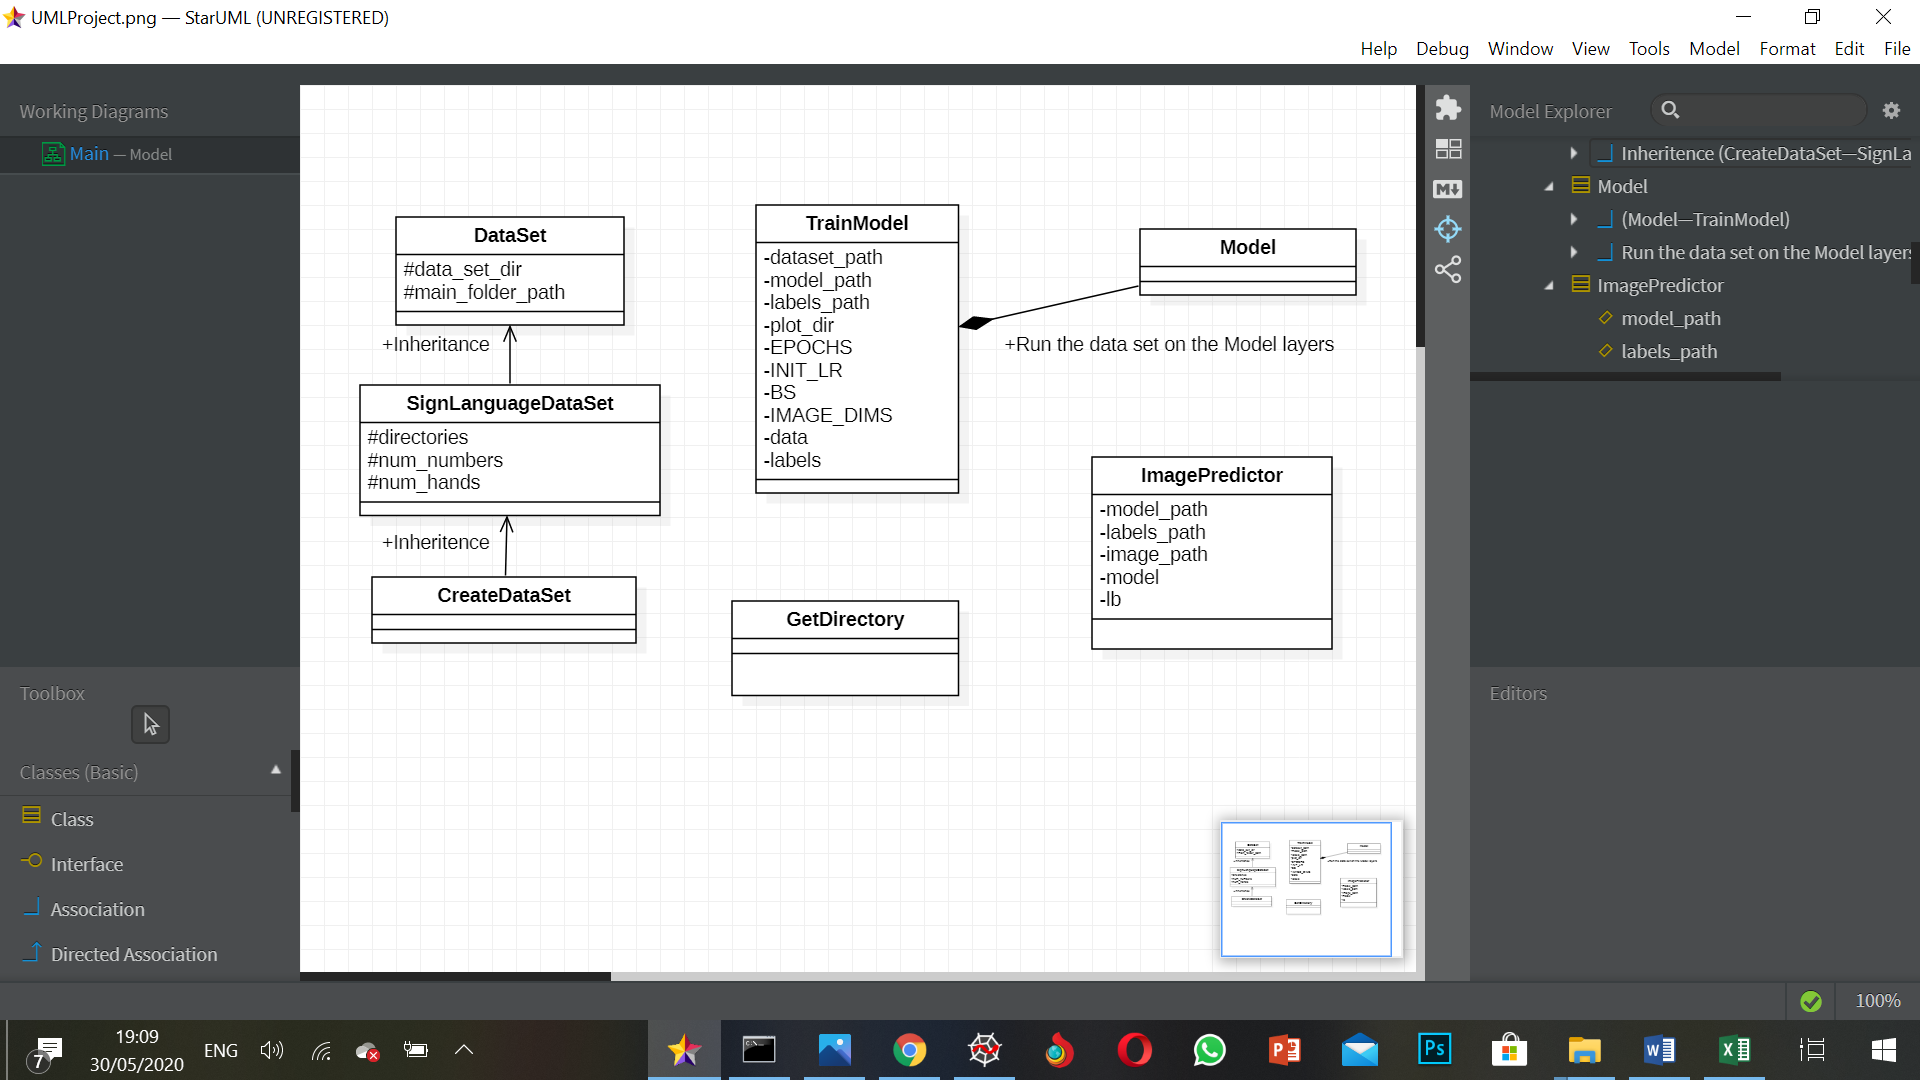 UMLProject.png — StarUML (UNREGISTERED)
Help Debug Window View Tools Model Format Edit File
Working Diagrams
Main — Model
Toolbox
Classes (Basic)
Class
Interface
Association
Directed Association
DataSet
#data_set_dir
#main_folder_path
+Inheritance
SignLanguageDataSet
#directories
#num_numbers
#num_hands
+Inheritence
CreateDataSet
TrainModel
-dataset_path
-model_path
-labels_path
-plot_dir
-EPOCHS
-INIT_LR
-BS
-IMAGE_DIMS
-data
-labels
GetDirectory
Model
+Run the data set on the Model layers
ImagePredictor
-model_path
-labels_path
-image_path
-model
-lb
M
Model Explorer
Inheritence (CreateDataSet—SignLa
Model
(Model—TrainModel)
Run the data set on the Model layers
ImagePredictor
model_path
labels_path
Editors
100%
7
19:09
30/05/2020
ENG
Ps